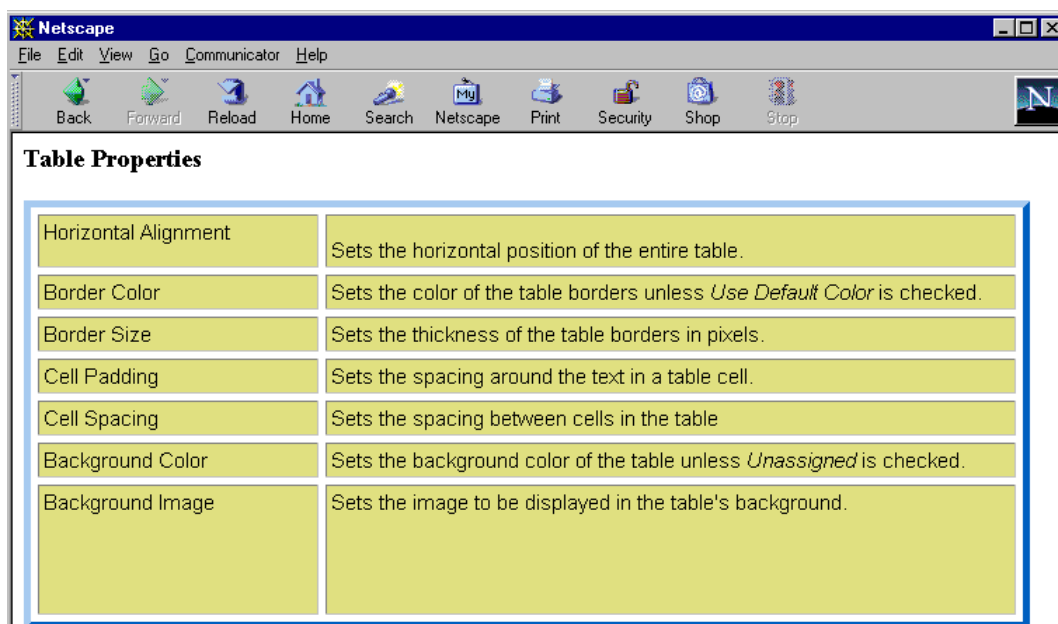 Netscape
File Edit View Go Communicator Help
My
N
Back Forward Reload Home Search Netscape Print Security Shop Stop
Table Properties
Horizontal Alignment
Sets the horizontal position of the entire table.
Border Color Sets the color of the table borders unless Use Default Color is checked.
Border Size Sets the thickness of the table borders in pixels.
Cell Padding Sets the spacing around the text in a table cell.
Cell Spacing Sets the spacing between cells in the table
Background Color Sets the background color of the table unless Unassigned is checked.
Background Image Sets the image to be displayed in the table's background.